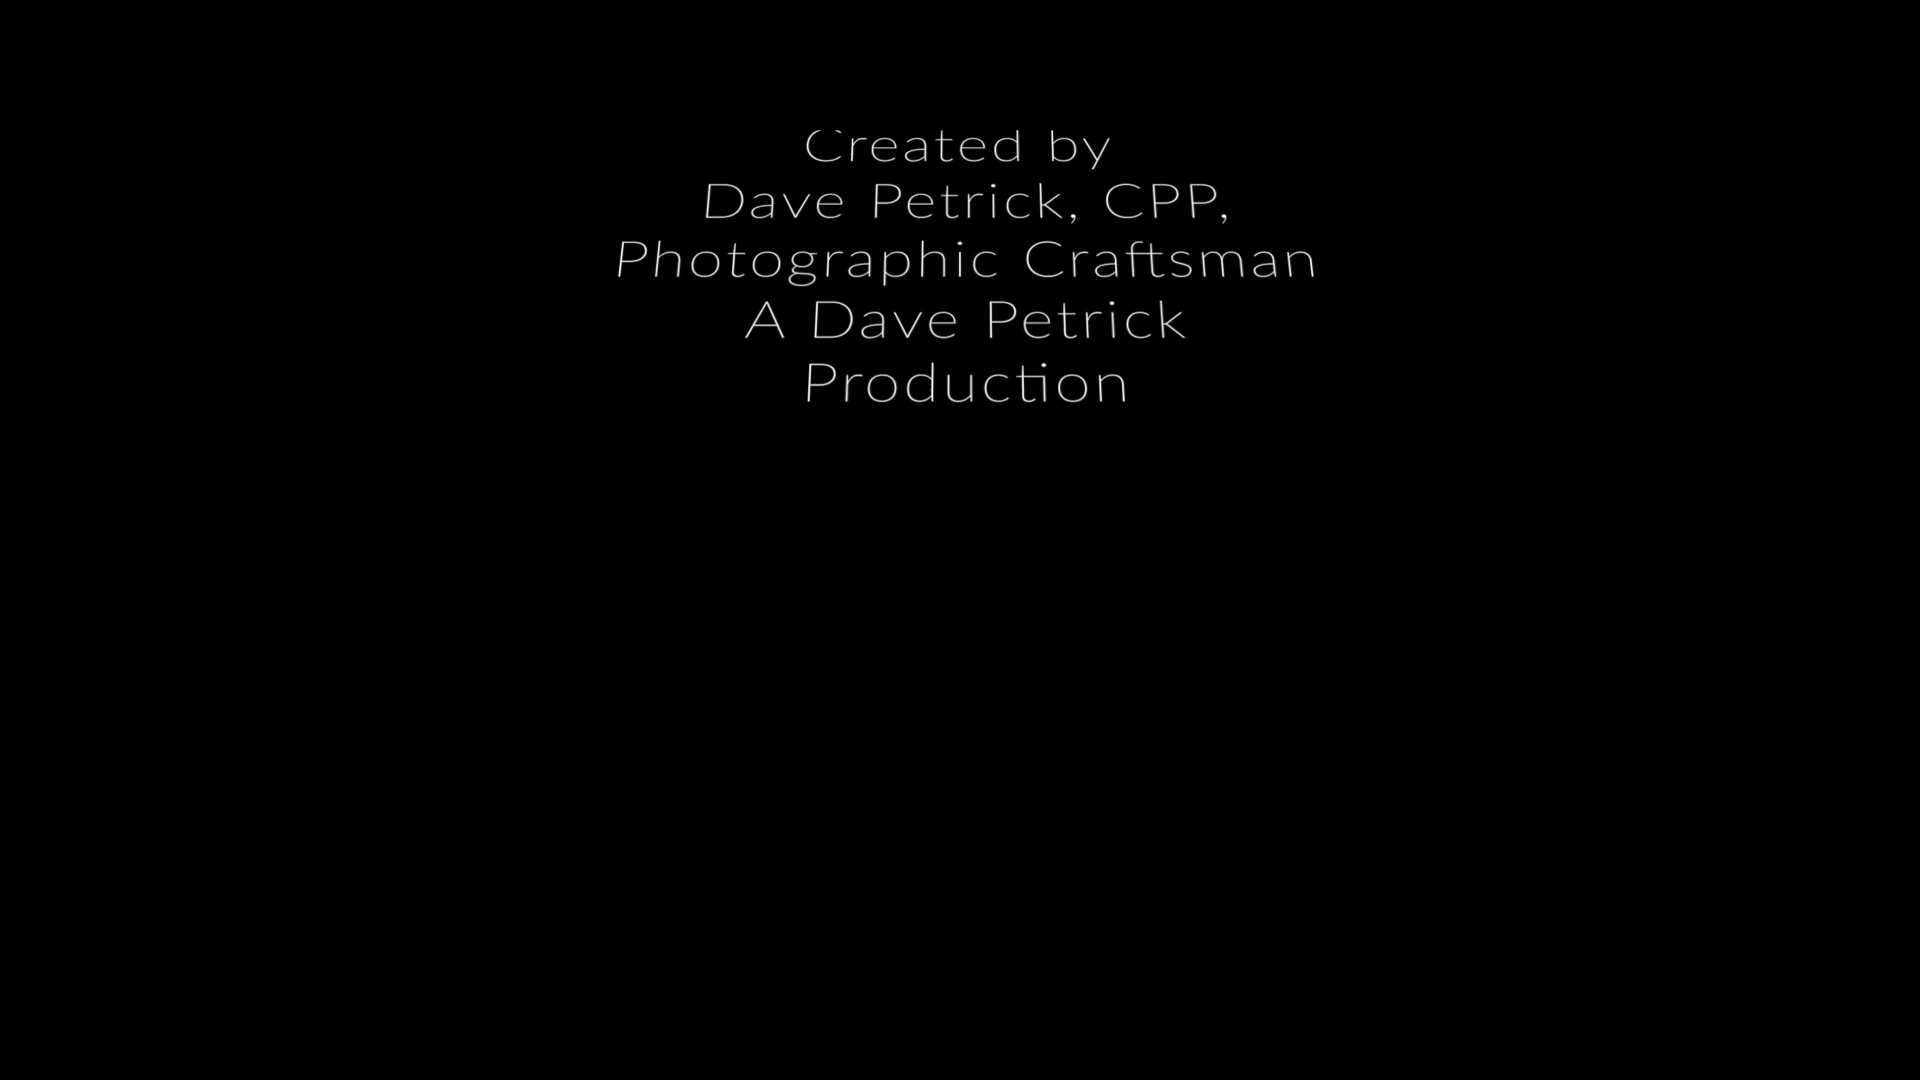 Created by
Dave Petrick, CPP,
Photographic Craftsman
A Dave Petrick
Production